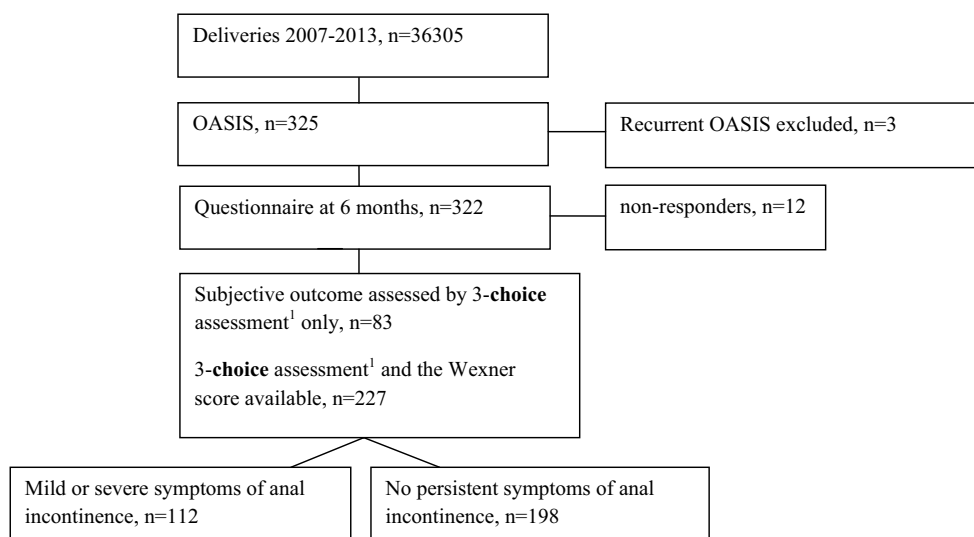 Deliveries 2007-2013, n=36305
OASIS, n=325
Recurrent OASIS excluded, n=3
Questionnaire at 6 months, n=322
non-responders, n=12
Subjective outcome assessed by 3-choice
assessment¹ only, n=83
3-choice assessment¹ and the Wexner
score available, n=227
Mild or severe symptoms of anal
incontinence, n=112
No persistent symptoms of anal
incontinence, n=198